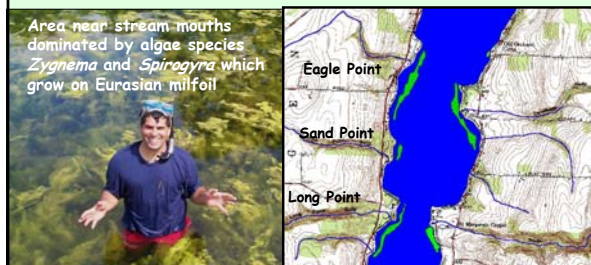 Area near stream mouths
dominated by algae species
Zygnema and Spirogyra which
grow on Eurasian milfoil
Eagle Point
Sand Point
Long Point